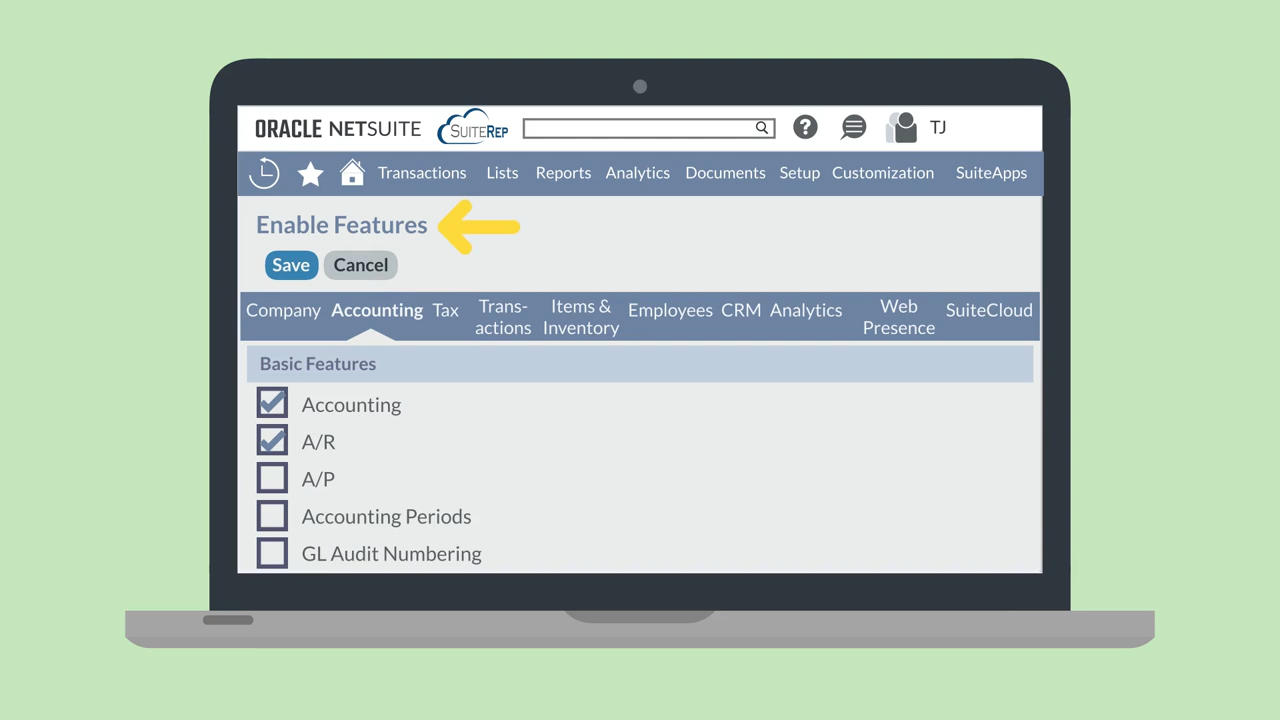 ORACLE NETSUITE SUITEREP TJ
Transactions Lists Reports Analytics Documents Setup Customization SuiteApps
Enable Features
Save Cancel
Company Accounting Tax Trans-actions Items & Inventory Employees CRM Analytics Web Presence SuiteCloud
Basic Features
Accounting
A/R
A/P
Accounting Periods
GL Audit Numbering